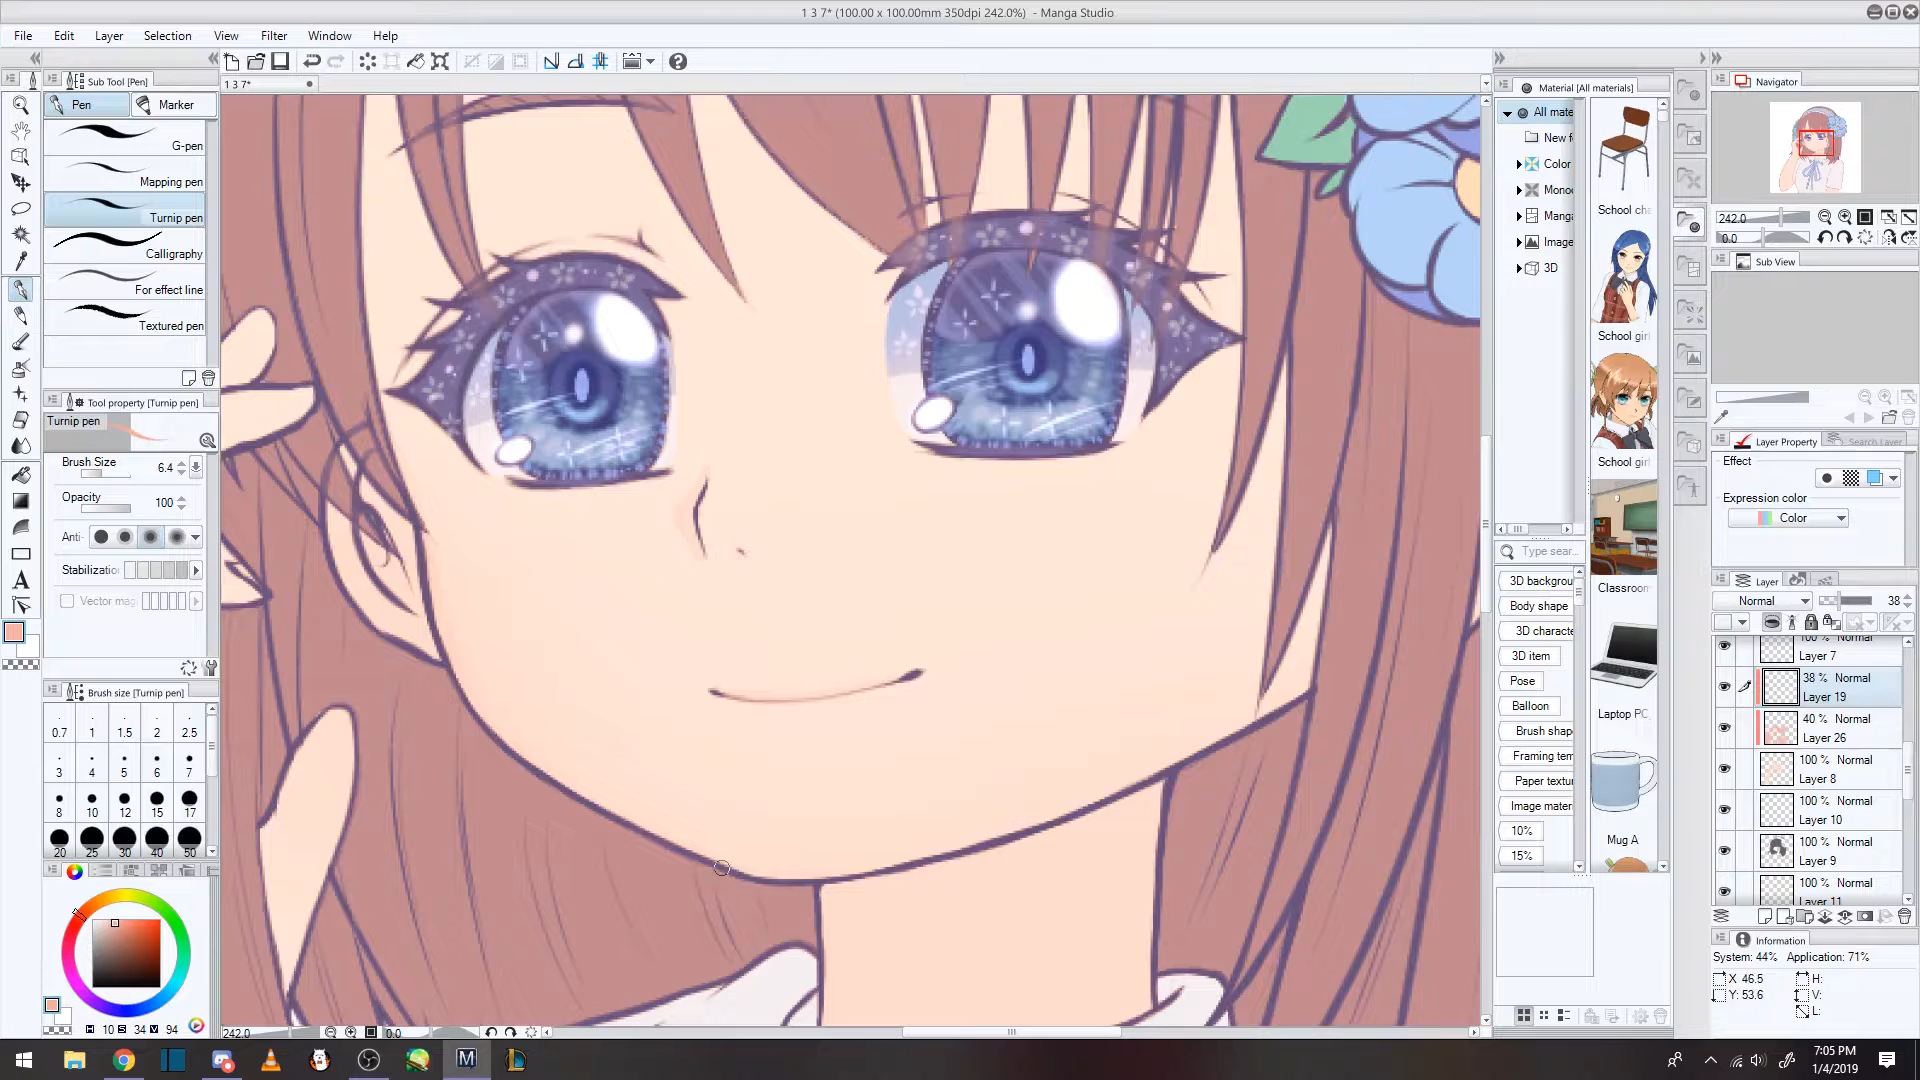 1 3 7* (100.00 x 100.00mm 350dpi 242.0%) - Manga Studio
File Edit Layer Selection View Filter Window Help
Sub Tool [Pen]
1 3 7*
Pen Marker
G-pen
Mapping pen
Turnip pen
Calligraphy
For effect line
Textured pen
Tool property [Turnip pen]
Turnip pen
Brush Size 6.4
Opacity 100
Anti-
Stabilizatio
Vector mag
Brush size [Turnip pen]
0.7 1 1.5 2 2.5
3 4 5 6 7
8 10 12 15 17
20 25 30 40 50
H 10 S 34 V 94
242.0 0.0
Material [All materials]
All mate
New f
Color
Mono
Manga
Image
3D
Type sear...
3D backgrou
Body shape
3D characte
3D item
Pose
Balloon
Brush shap
Framing tem
Paper textur
Image mater
10%
15%
School cha
School girl
School girl
Classroom
Laptop PC
Mug A
Navigator
242.0
0.0
Sub View
Layer Property Search Layer
Effect
Expression color
Color
Layer
Normal 38
100 % Normal
Layer 7
38 % Normal
Layer 19
40 % Normal
Layer 26
100 % Normal
Layer 8
100 % Normal
Layer 10
100 % Normal
Layer 9
100 % Normal
Layer 11
Information
System: 44% Application: 71%
X 46.5 H:
Y: 53.6 V:
L:
7:05 PM
1/4/2019